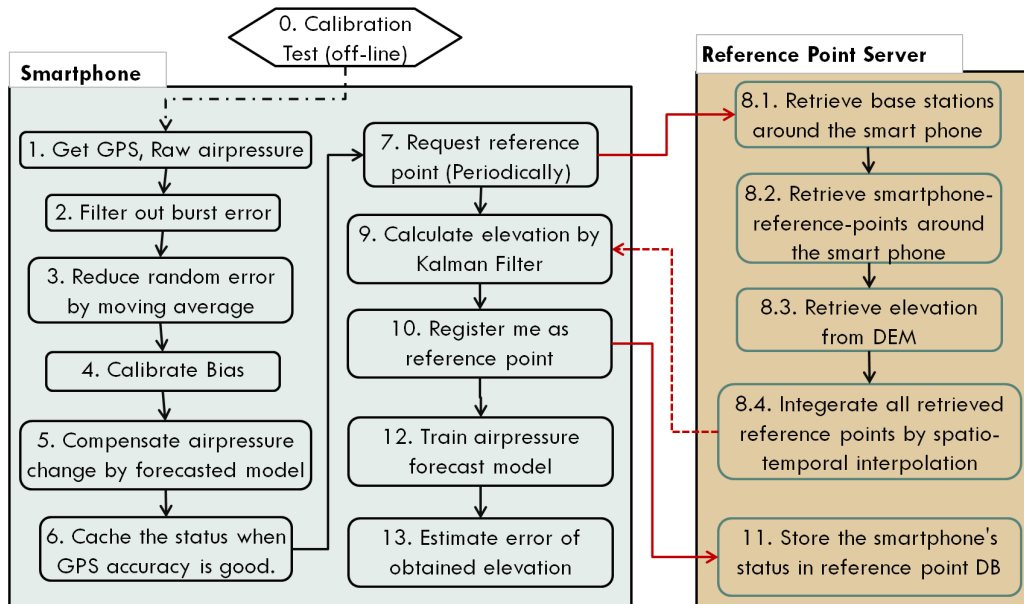 0. Calibration
Test (off-line)
Smartphone
1. Get GPS, Raw airpressure
2. Filter out burst error
3. Reduce random error
by moving average
4. Calibrate Bias
5. Compensate airpressure
change by forecasted model
6. Cache the status when
GPS accuracy is good.
7. Request reference
point (Periodically)
9. Calculate elevation by
Kalman Filter
10. Register me as
reference point
12. Train airpressure
forecast model
13. Estimate error of
obtained elevation
Reference Point Server
8.1. Retrieve base stations
around the smart phone
8.2. Retrieve smartphone-
reference-points around
the smart phone
8.3. Retrieve elevation
from DEM
8.4. Integerate all retrieved
reference points by spatio-
temporal interpolation
11. Store the smartphone's
status in reference point DB